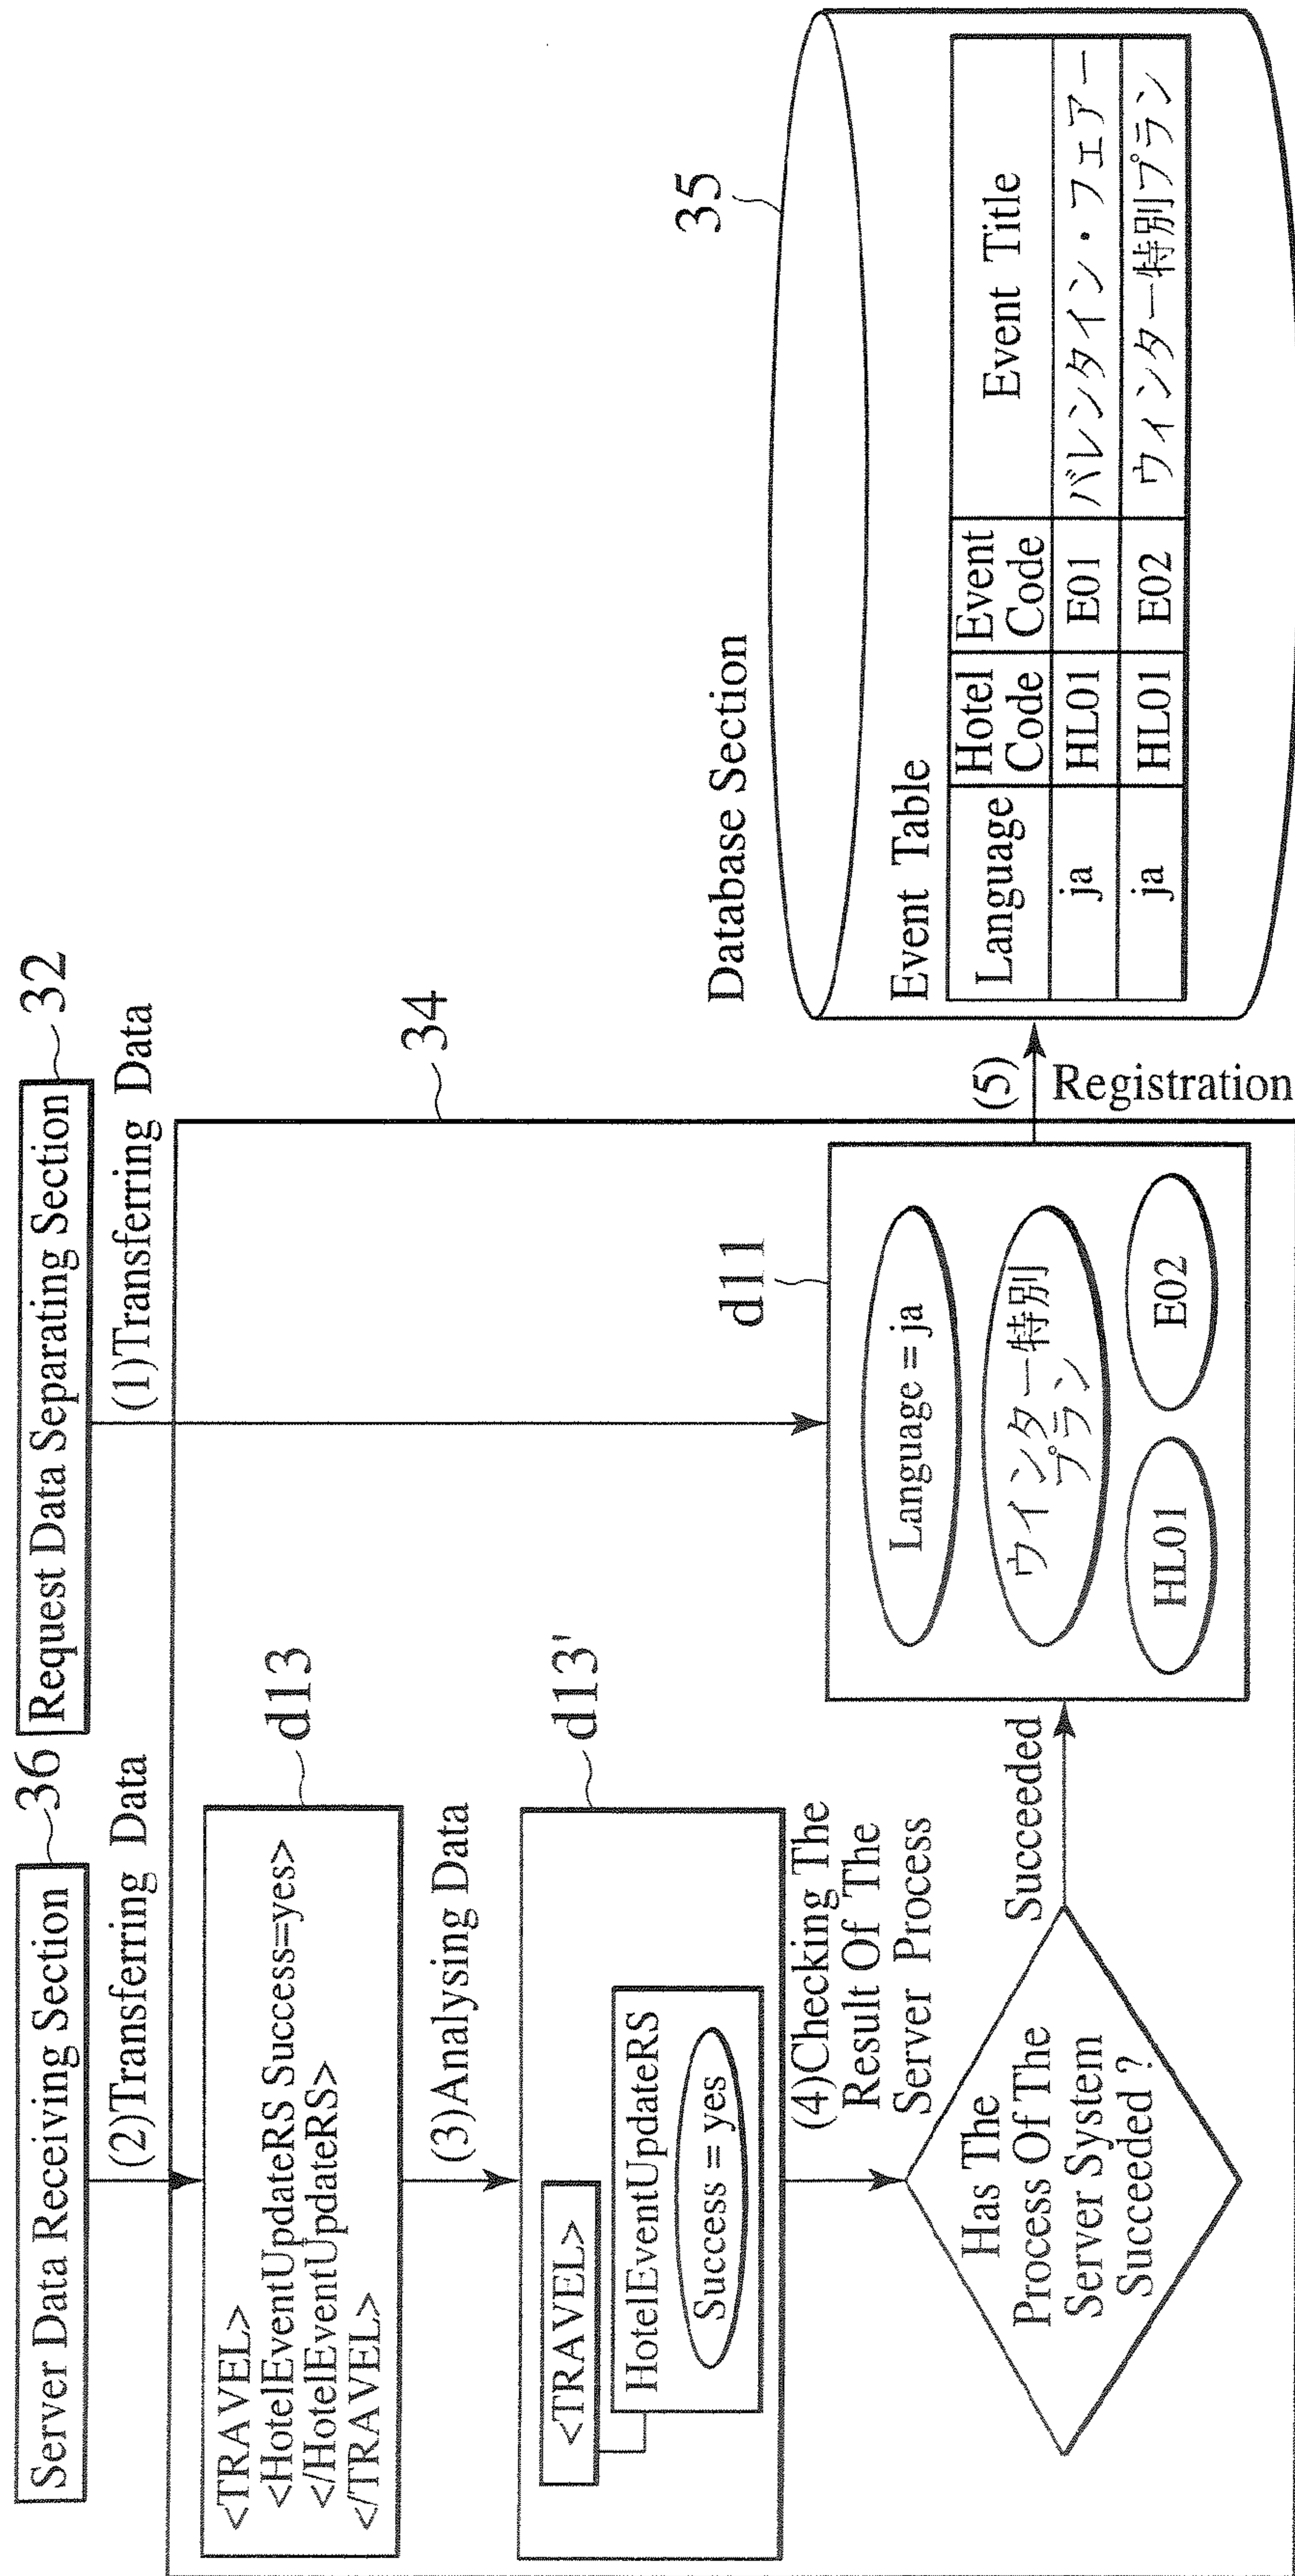 Server Data Receiving Section
36
Request Data Separating Section
32
(2)Transferring Data
(1)Transferring Data
34
d13
<TRAVEL>
<HotelEventUpdateRS Success=yes>
</HotelEventUpdateRS>
</TRAVEL>
(3)Analysing Data
d13'
<TRAVEL>
HotelEventUpdateRS
Success = yes
(4)Checking The
Result Of The
Server Process
Has The
Process Of The
Server System
Succeeded ?
Succeeded
d11
Language = ja
ウインター特別
プラン
HL01
E02
(5)
Registration
Database Section
35
Event Table
Language Hotel Code Event Code Event Title
ja HL01 E01 バレンタイン・フェアー
ja HL01 E02 ウィンター特別プラン